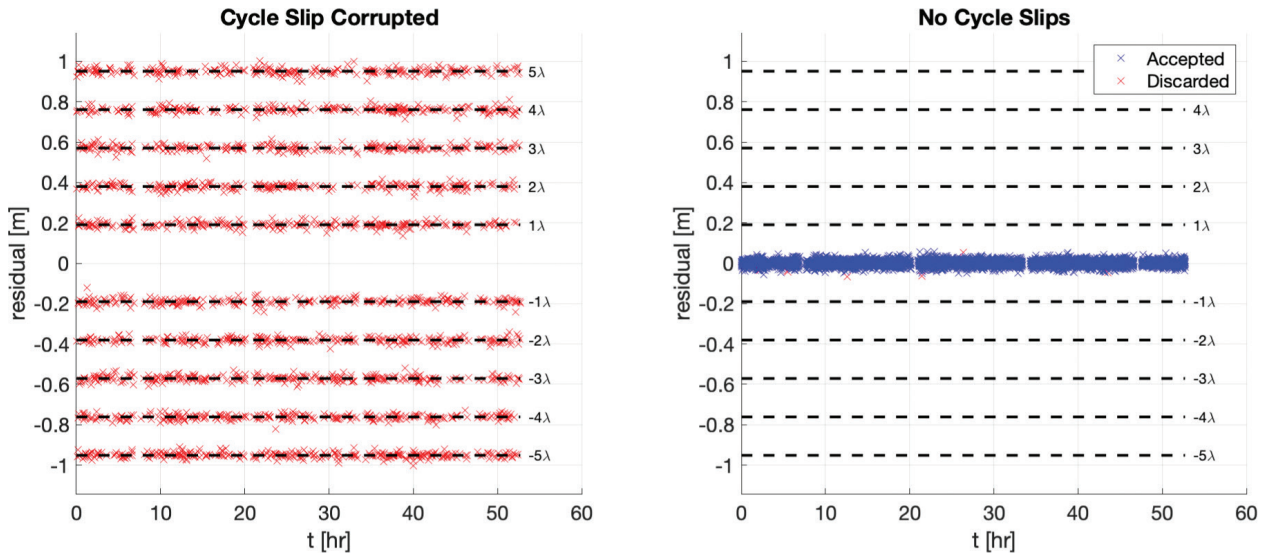 Cycle Slip Corrupted
residual [m]
1
0.8
0.6
0.4
0.2
0
-0.2
-0.4
-0.6
-0.8
-1
5λ
4λ
3λ
2λ
1λ
-1λ
-2λ
-3λ
-4λ
-5λ
0 10 20 30 40 50 60
t [hr]
No Cycle Slips
Accepted
Discarded
residual [m]
1
0.8
0.6
0.4
0.2
0
-0.2
-0.4
-0.6
-0.8
-1
4λ
3λ
2λ
1λ
-1λ
-2λ
-3λ
-4λ
-5λ
0 10 20 30 40 50 60
t [hr]